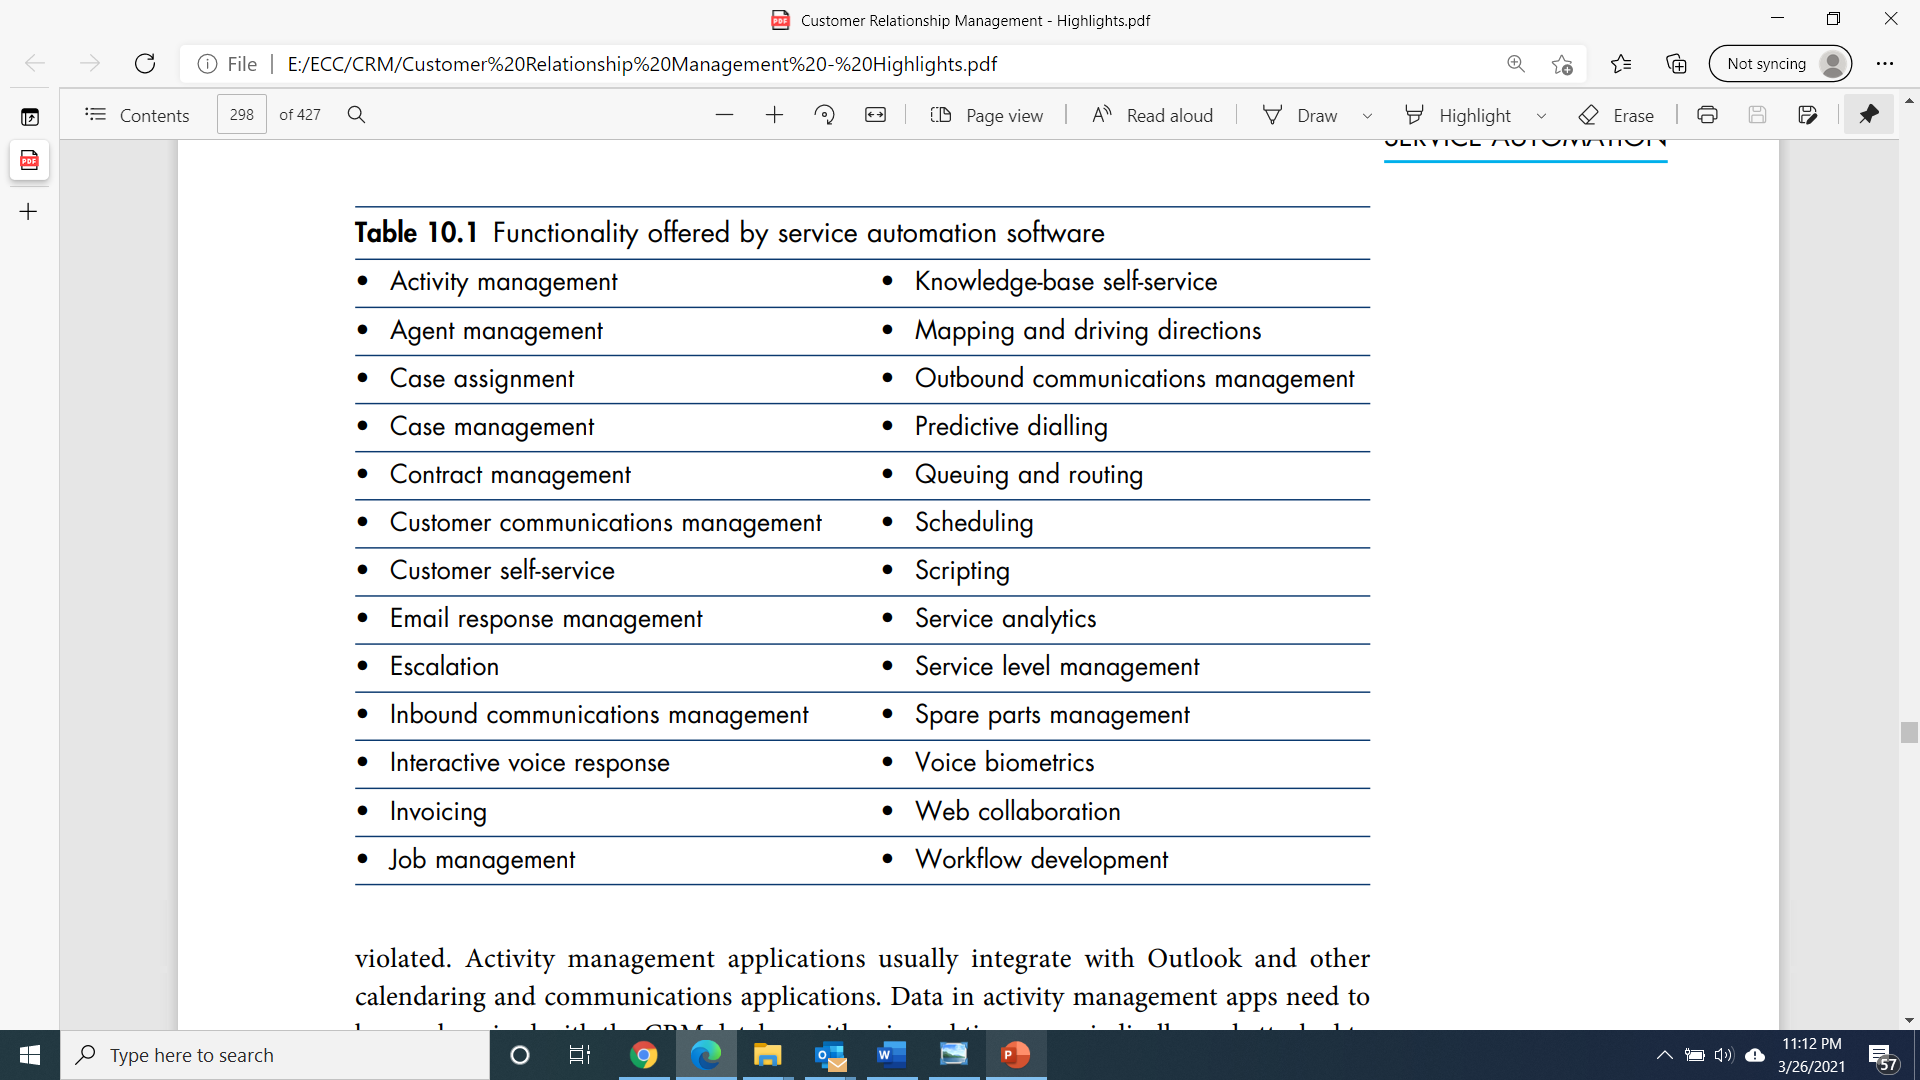 Customer Relationship Management - Highlights.pdf
File | E:/ECC/CRM/Customer%20Relationship%20Management%20-%20Highlights.pdf
Not syncing
Contents
298 of 427
Page view
Read aloud
Draw
Highlight
Erase
SERVICE AUTOMATION
Table 10.1 Functionality offered by service automation software
• Activity management
• Knowledge-base self-service
• Agent management
• Mapping and driving directions
• Case assignment
• Outbound communications management
• Case management
• Predictive dialling
• Contract management
• Queuing and routing
• Customer communications management
• Scheduling
• Customer self-service
• Scripting
• Email response management
• Service analytics
• Escalation
• Service level management
• Inbound communications management
• Spare parts management
• Interactive voice response
• Voice biometrics
• Invoicing
• Web collaboration
• Job management
• Workflow development
violated. Activity management applications usually integrate with Outlook and other
calendaring and communications applications. Data in activity management apps need to
Type here to search
11:12 PM
3/26/2021
57